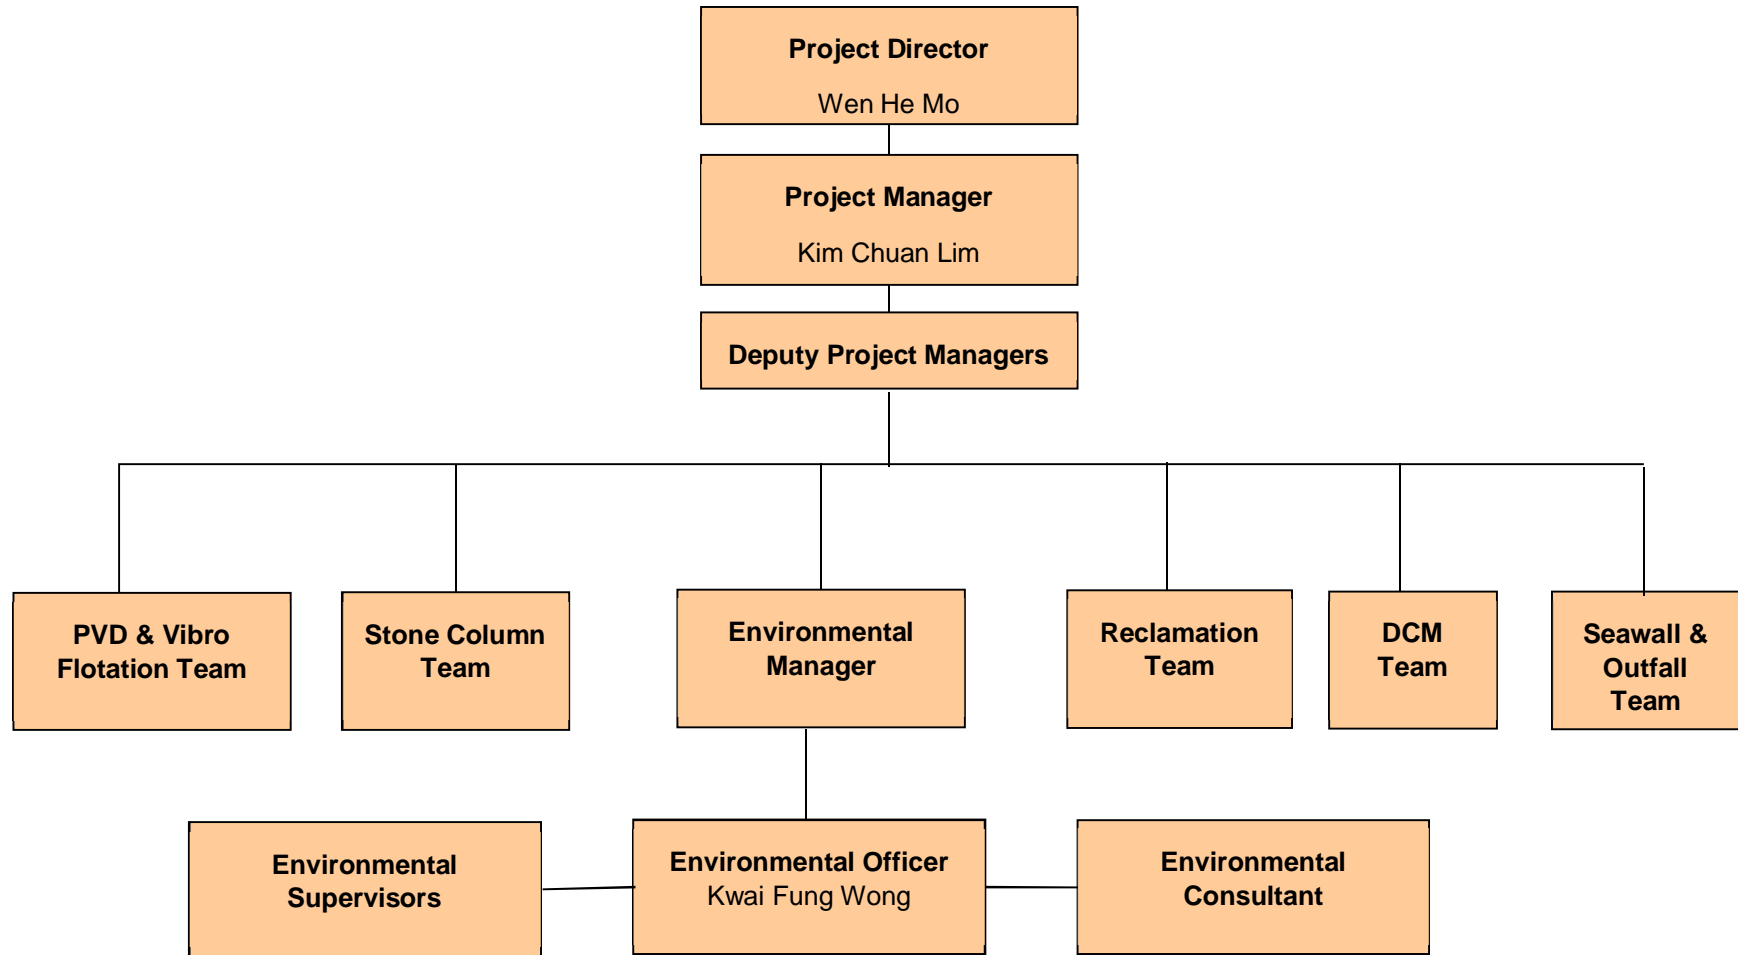 Project Director
Wen He Mo
Project Manager
Kim Chuan Lim
Deputy Project Managers
PVD & Vibro
Flotation Team
Stone Column
Team
Environmental
Manager
Reclamation
Team
DCM
Team
Seawall &
Outfall
Team
Environmental
Supervisors
Environmental Officer
Kwai Fung Wong
Environmental
Consultant